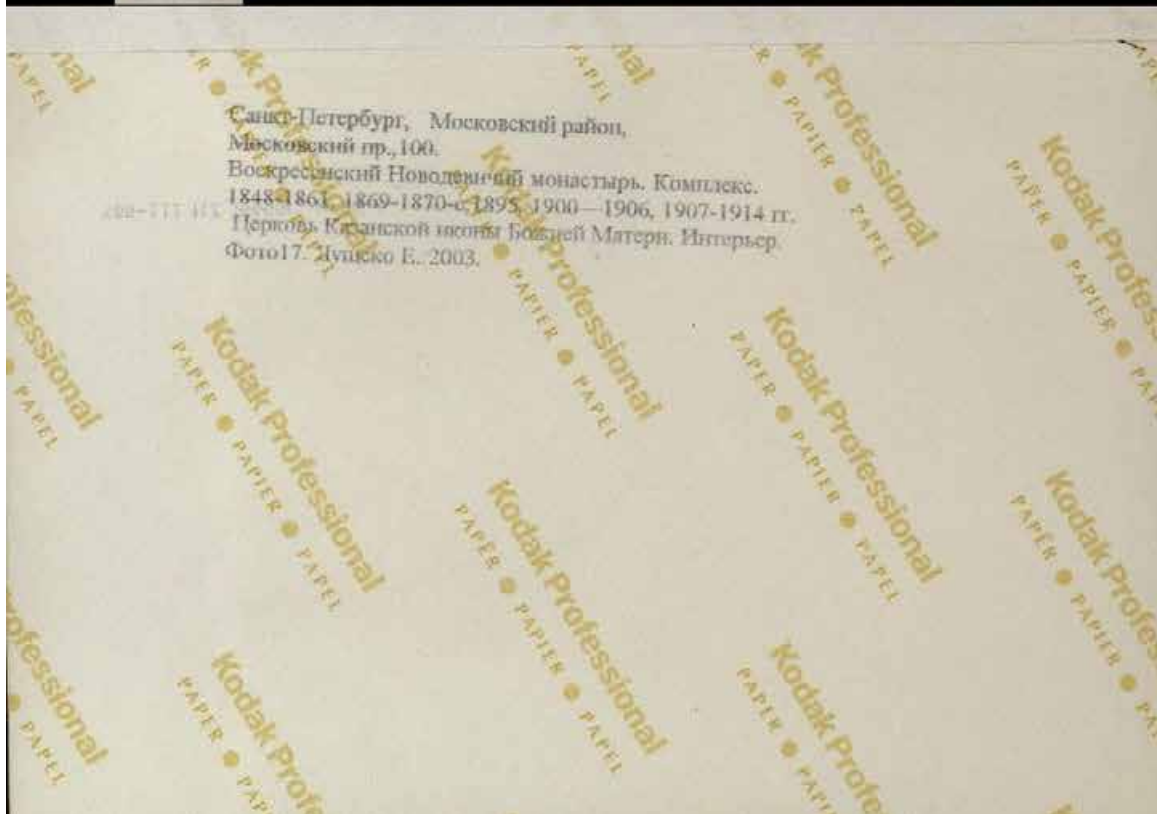 Санкт-Петербург, Московский район,
Московский пр.,100.
Воскресенский Новодевичий монастырь. Комплекс.
1848-1861, 1869-1870-е, 1895, 1900—1906, 1907-1914 гг.
Церковь Казанской иконы Божией Матери. Интерьер.
Фото17. Е. 2003.
Kodak Professional
PAPER PAPIER PAPEL